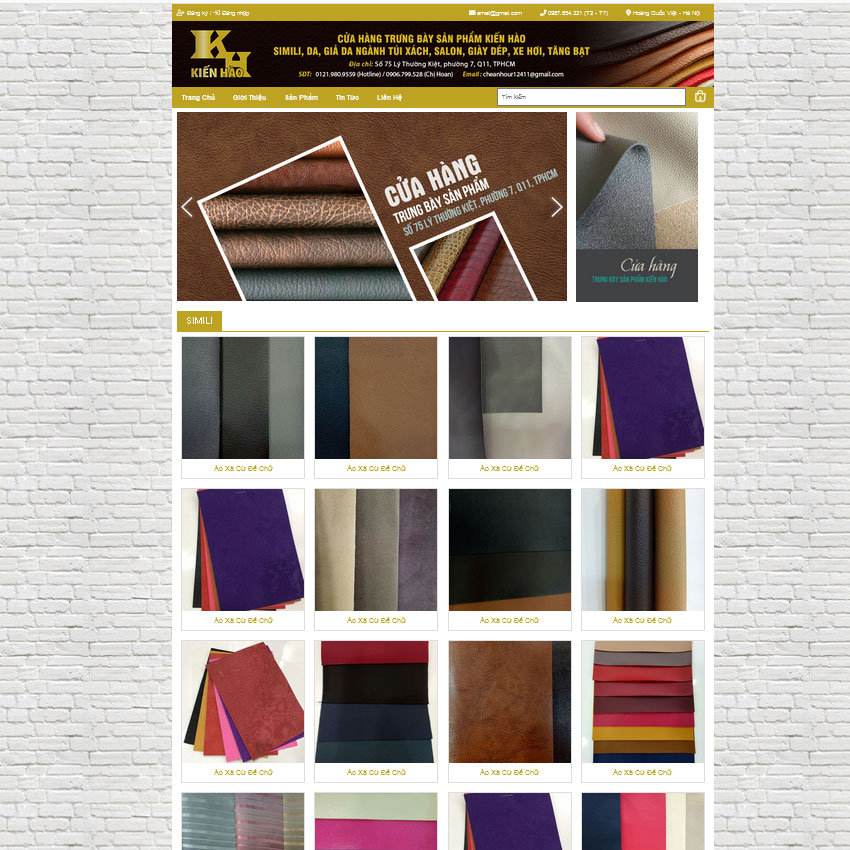 Đăng ký / Đăng nhập
email@gmail.com
0987.654.321 (T2 - T7)
Hoàng Quốc Việt - Hà Nội
KH
KIẾN HÀO
CỬA HÀNG TRƯNG BÀY SẢN PHẨM KIẾN HÀO
SIMILI, DA, GIẢ DA NGÀNH TÚI XÁCH, SALON, GIÀY DÉP, XE HƠI, TĂNG BẠT
Địa chỉ: Số 75 Lý Thường Kiệt, phường 7, Q11, TPHCM
SDT: 0121.980.9559 (Hotline) / 0906.799.528 (Chị Hoan) Email: cheanhour12411@gmail.com
Trang Chủ Giới Thiệu Sản Phẩm Tin Tức Liên Hệ
Tìm kiếm
CỬA HÀNG
TRƯNG BÀY SẢN PHẨM
SỐ 75 LÝ THƯỜNG KIỆT, PHƯỜNG 7, Q11, TPHCM
Cửa hàng
TRƯNG BÀY SẢN PHẨM KIẾN HÀO
SIMILI
Áo Xà Cừ Đế Chữ Áo Xà Cừ Đế Chữ Áo Xà Cừ Đế Chữ Áo Xà Cừ Đế Chữ
Áo Xà Cừ Đế Chữ Áo Xà Cừ Đế Chữ Áo Xà Cừ Đế Chữ Áo Xà Cừ Đế Chữ
Áo Xà Cừ Đế Chữ Áo Xà Cừ Đế Chữ Áo Xà Cừ Đế Chữ Áo Xà Cừ Đế Chữ